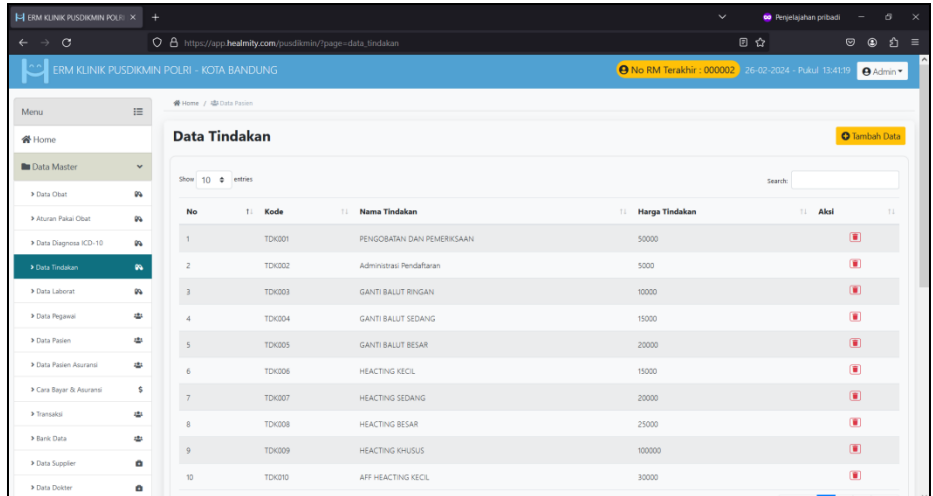 ERM KLINIK PUSDIKMIN POLRI
Penjelajahan pribadi
https://app.healmity.com/pusdikmin/?page=data_tindakan
ERM KLINIK PUSDIKMIN POLRI - KOTA BANDUNG
No RM Terakhir : 000002
26-02-2024 - Pukul 13:41:19
Admin
Menu
Home / Data Pasien
Home
Data Master
Data Obat
Aturan Pakai Obat
Data Diagnosa ICD-10
Data Tindakan
Data Laborat
Data Pegawai
Data Pasien
Data Pasien Asuransi
Cara Bayar & Asuransi
Transaksi
Bank Data
Data Supplier
Data Dokter
Data Tindakan
Tambah Data
Show 10 entries
Search:
No Kode Nama Tindakan Harga Tindakan Aksi
1 TDK001 PENGOBATAN DAN PEMERIKSAAN 50000
2 TDK002 Administrasi Pendaftaran 5000
3 TDK003 GANTI BALUT RINGAN 10000
4 TDK004 GANTI BALUT SEDANG 15000
5 TDK005 GANTI BALUT BESAR 20000
6 TDK006 HEACTING KECIL 15000
7 TDK007 HEACTING SEDANG 20000
8 TDK008 HEACTING BESAR 25000
9 TDK009 HEACTING KHUSUS 100000
10 TDK010 AFF HEACTING KECIL 30000